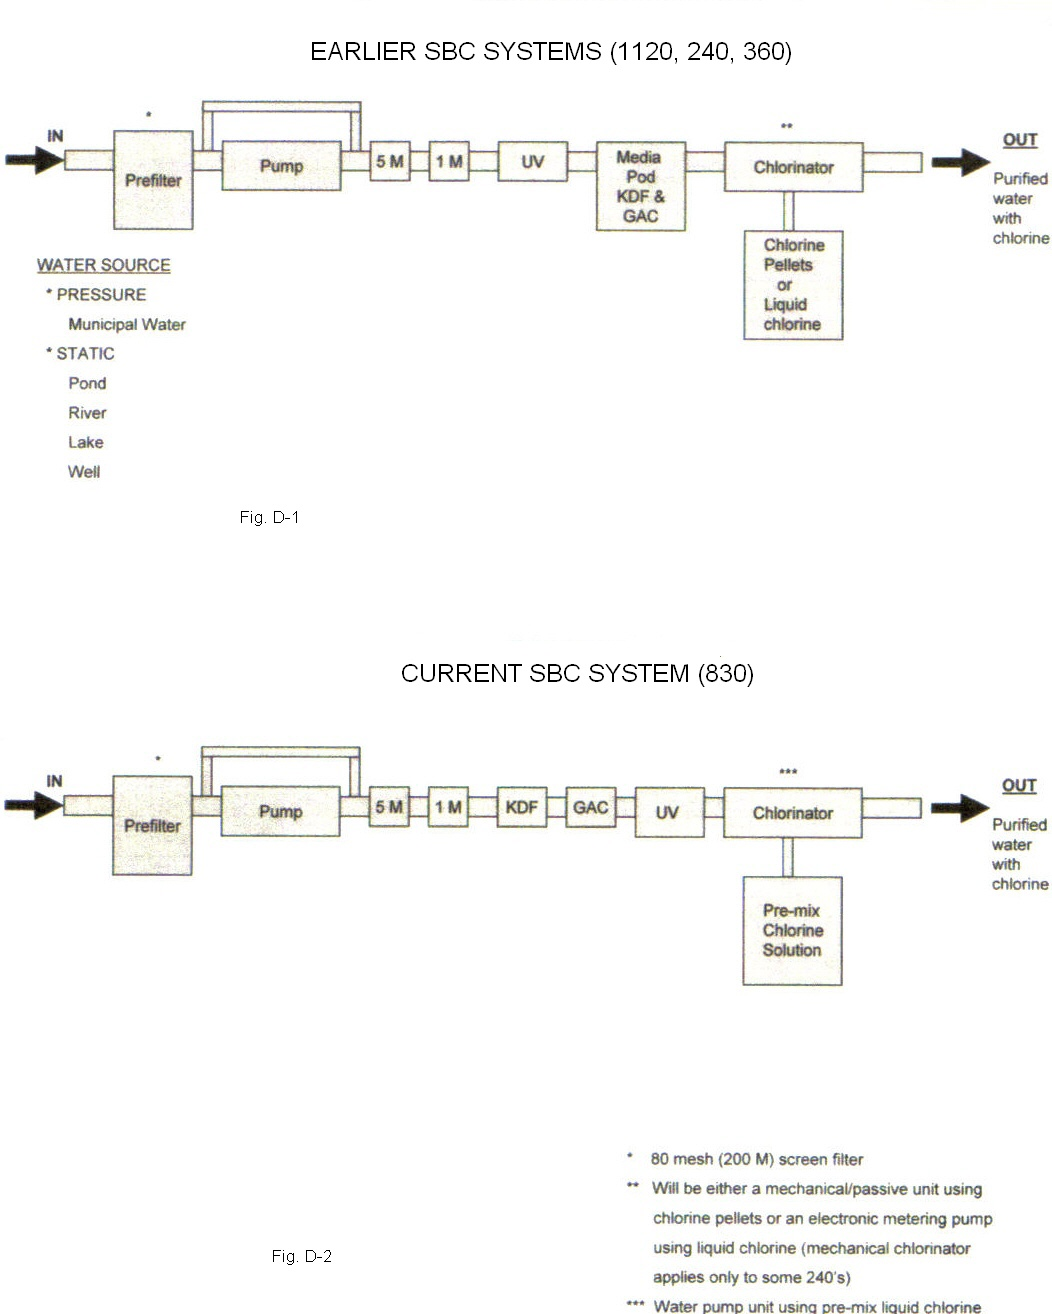 EARLIER SBC SYSTEMS (1120, 240, 360)
*
**
IN
OUT
Prefilter
Pump
5 M
1 M
UV
Media
Pod
KDF &
GAC
Chlorinator
Purified
water
with
chlorine
Chlorine
Pellets
or
Liquid
chlorine
WATER SOURCE
* PRESSURE
Municipal Water
* STATIC
Pond
River
Lake
Well
Fig. D-1
CURRENT SBC SYSTEM (830)
*
***
IN
OUT
Prefilter
Pump
5 M
1 M
KDF
GAC
UV
Chlorinator
Purified
water
with
chlorine
Pre-mix
Chlorine
Solution
* 80 mesh (200 M) screen filter
** Will be either a mechanical/passive unit using
chlorine pellets or an electronic metering pump
using liquid chlorine (mechanical chlorinator
applies only to some 240's)
*** Water pump unit using pre-mix liquid chlorine
Fig. D-2